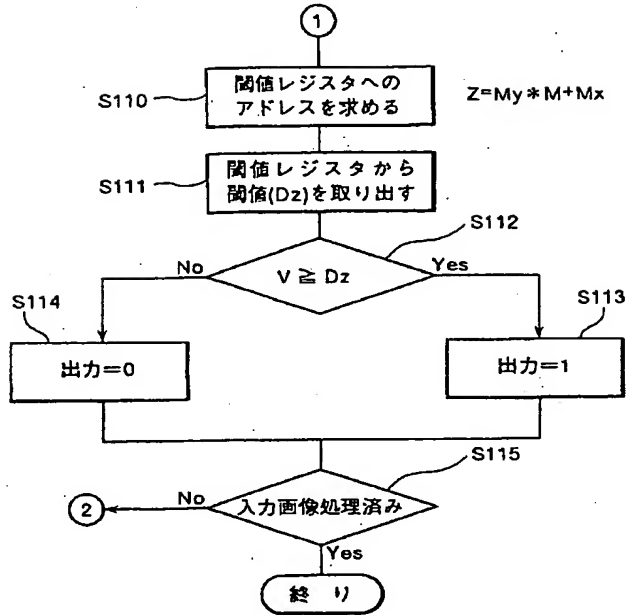 1
S110
閾値レジスタへの
アドレスを求める
Z=My*M+Mx
S111
閾値レジスタから
閾値(Dz)を取り出す
S112
No
V ≧ Dz
Yes
S114
S113
出力=0
出力=1
S115
2
No
入力画像処理済み
Yes
終り